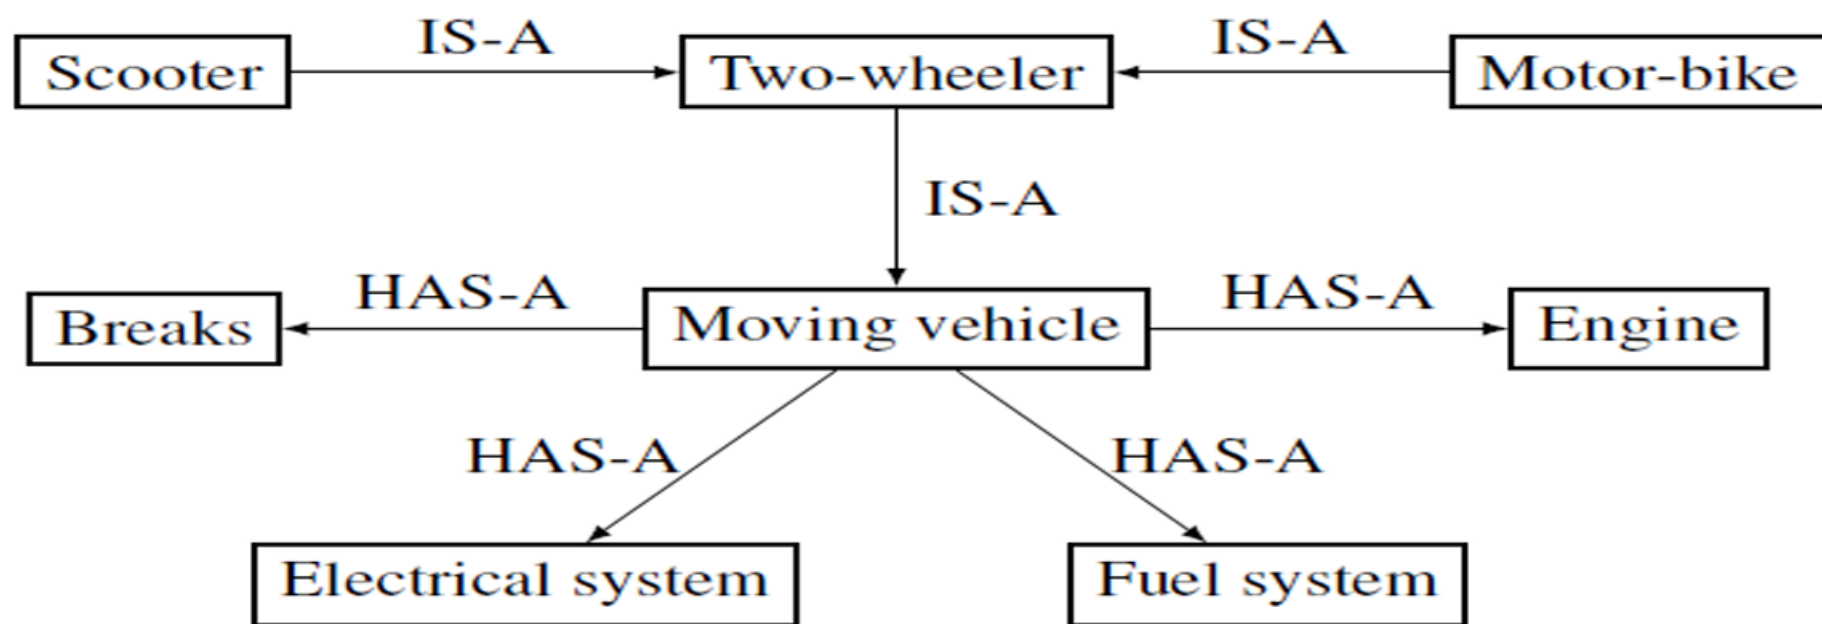 IS-A IS-A
Scooter Two-wheeler Motor-bike
IS-A
HAS-A HAS-A
Breaks Moving vehicle Engine
HAS-A HAS-A
Electrical system Fuel system